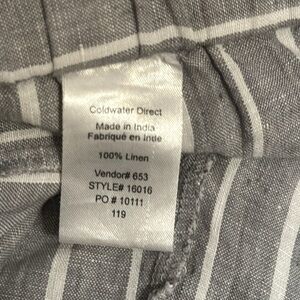 Coldwater Direct
Made in India
Fabriqué en Inde
100% Linen
Vendor# 653
STYLE# 16016
PO # 10111
119